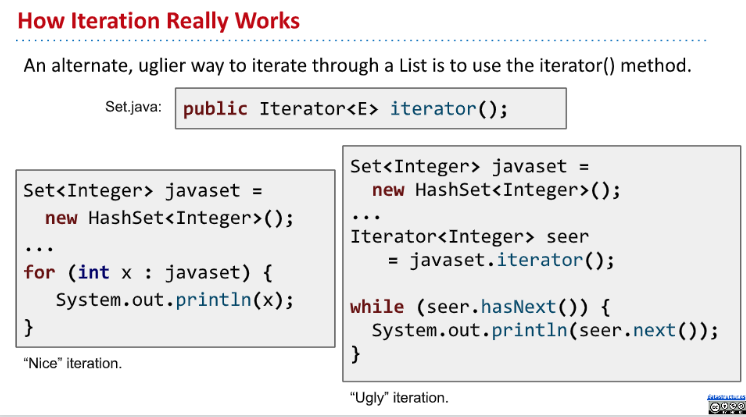 How Iteration Really Works
An alternate, uglier way to iterate through a List is to use the iterator() method.
Set.java:
public Iterator<E> iterator();
Set<Integer> javaset =
new HashSet<Integer>();
...
for (int x : javaset) {
System.out.println(x);
}
"Nice" iteration.
Set<Integer> javaset =
new HashSet<Integer>();
...
Iterator<Integer> seer
= javaset.iterator();
while (seer.hasNext()) {
System.out.println(seer.next());
}
"Ugly" iteration.